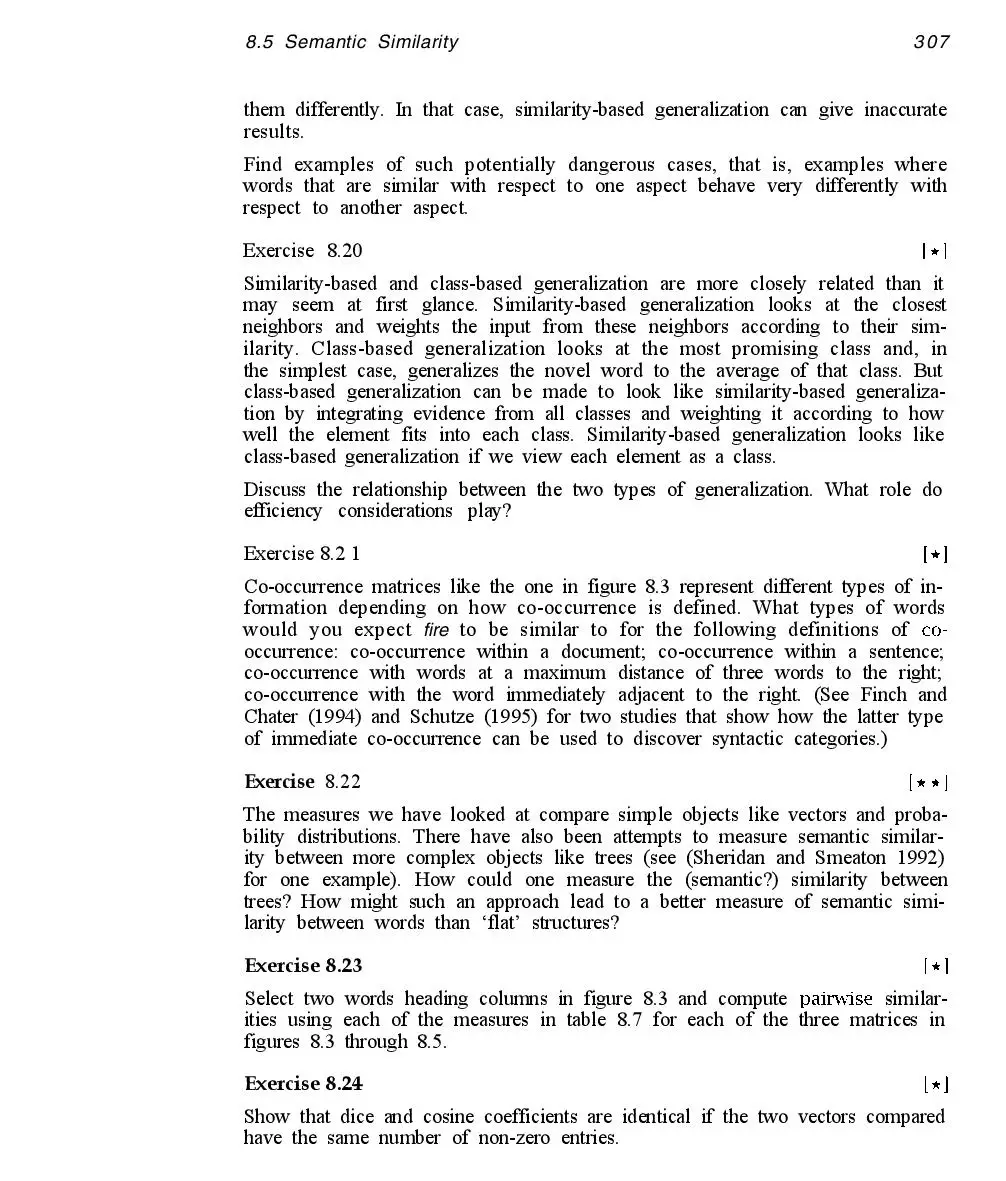 8.5 Semantic Similarity 307
them differently. In that case, similarity-based generalization can give inaccurate
results.
Find examples of such potentially dangerous cases, that is, examples where
words that are similar with respect to one aspect behave very differently with
respect to another aspect.
Exercise 8.20 [⋆]
Similarity-based and class-based generalization are more closely related than it
may seem at first glance. Similarity-based generalization looks at the closest
neighbors and weights the input from these neighbors according to their sim-
ilarity. Class-based generalization looks at the most promising class and, in
the simplest case, generalizes the novel word to the average of that class. But
class-based generalization can be made to look like similarity-based generaliza-
tion by integrating evidence from all classes and weighting it according to how
well the element fits into each class. Similarity-based generalization looks like
class-based generalization if we view each element as a class.
Discuss the relationship between the two types of generalization. What role do
efficiency considerations play?
Exercise 8.2 1 [⋆]
Co-occurrence matrices like the one in figure 8.3 represent different types of in-
formation depending on how co-occurrence is defined. What types of words
would you expect fire to be similar to for the following definitions of co-
occurrence: co-occurrence within a document; co-occurrence within a sentence;
co-occurrence with words at a maximum distance of three words to the right;
co-occurrence with the word immediately adjacent to the right. (See Finch and
Chater (1994) and Schutze (1995) for two studies that show how the latter type
of immediate co-occurrence can be used to discover syntactic categories.)
Exercise 8.22 [⋆⋆]
The measures we have looked at compare simple objects like vectors and proba-
bility distributions. There have also been attempts to measure semantic similar-
ity between more complex objects like trees (see (Sheridan and Smeaton 1992)
for one example). How could one measure the (semantic?) similarity between
trees? How might such an approach lead to a better measure of semantic simi-
larity between words than ‘flat’ structures?
Exercise 8.23 [⋆]
Select two words heading columns in figure 8.3 and compute pairwise similar-
ities using each of the measures in table 8.7 for each of the three matrices in
figures 8.3 through 8.5.
Exercise 8.24 [⋆]
Show that dice and cosine coefficients are identical if the two vectors compared
have the same number of non-zero entries.